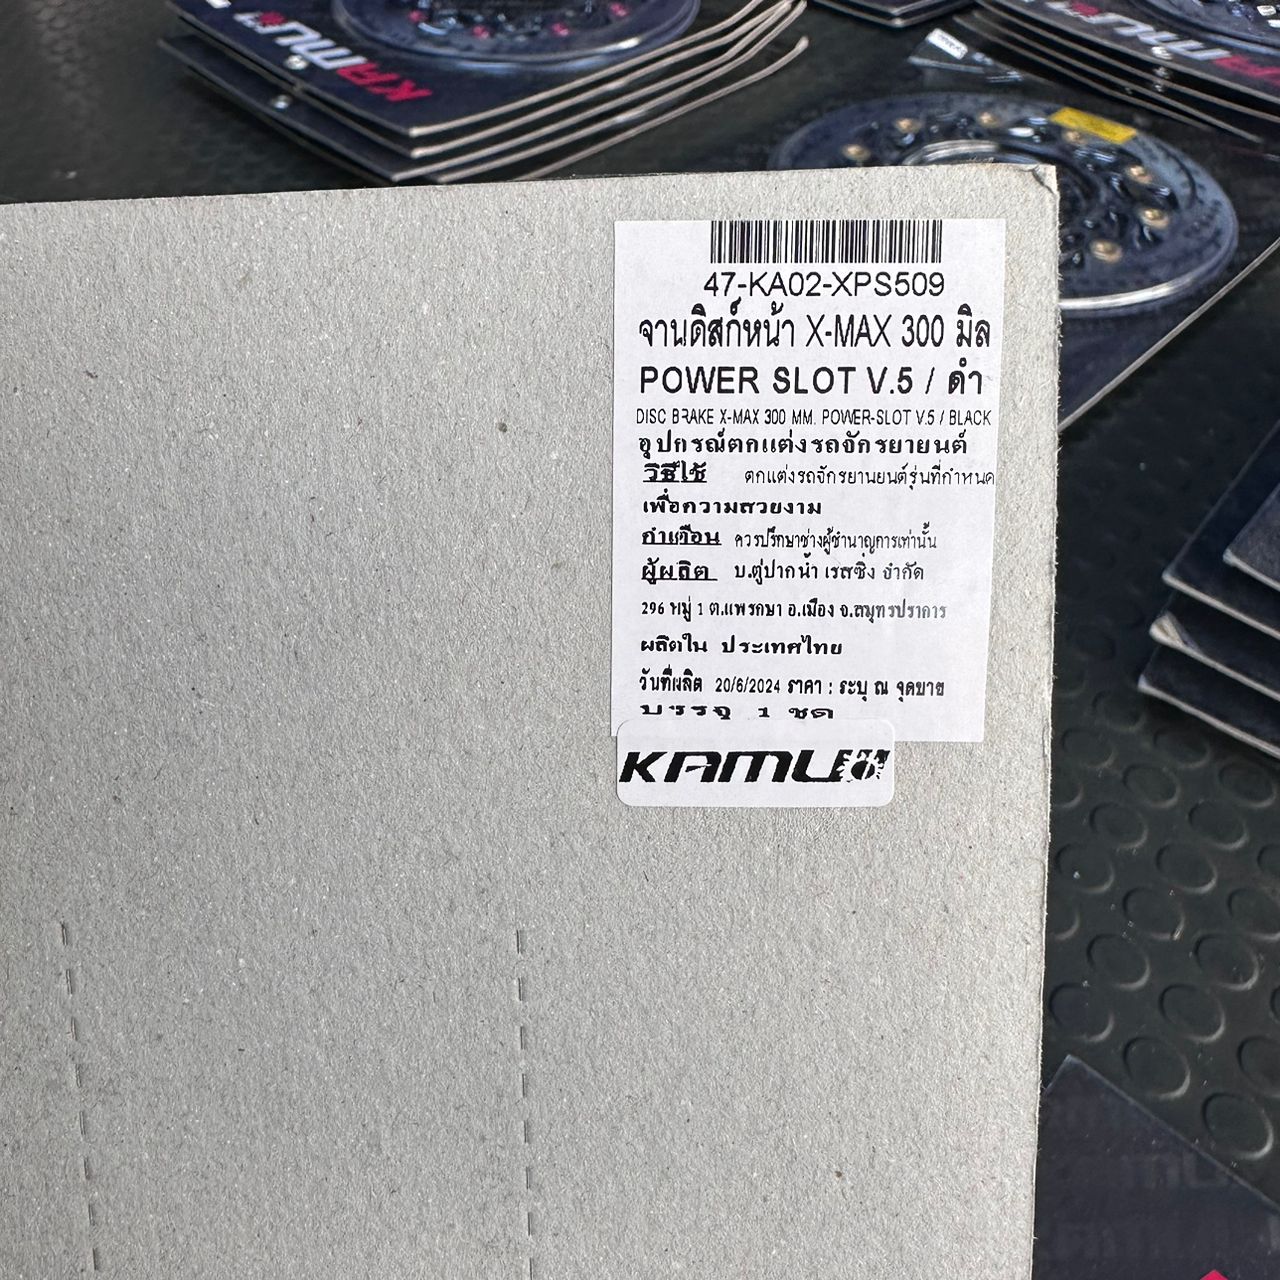 KAMUI
47-KA02-XPS509
จานดิสก์หน้า X-MAX 300 มิล
POWER SLOT V.5 / ดำ
DISC BRAKE X-MAX 300 MM. POWER-SLOT V.5 / BLACK
อุปกรณ์ตกแต่งรถจักรยายนต์
วิธีใช้ ตกแต่งรถจักรยานยนต์รุ่นที่กำหนด
เพื่อความสวยงาม
คำเตือน ควรปรึกษาช่างผู้ชำนาญการเท่านั้น
ผู้ผลิต บ.ตู่ปากน้ำ เรสซิ่ง จำกัด
296 หมู่ 1 ต.แพรกษา อ.เมือง จ.สมุทรปราการ
ผลิตใน ประเทศไทย
วันที่ผลิต 20/6/2024 ราคา : ระบุ ณ จุดขาย
บรรจุ 1 ชุด
KAMUI